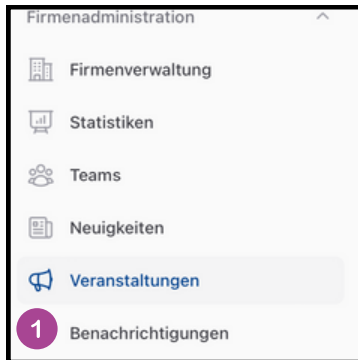 Firmenadministration
Firmenverwaltung
Statistiken
Teams
Neuigkeiten
Veranstaltungen
1 Benachrichtigungen